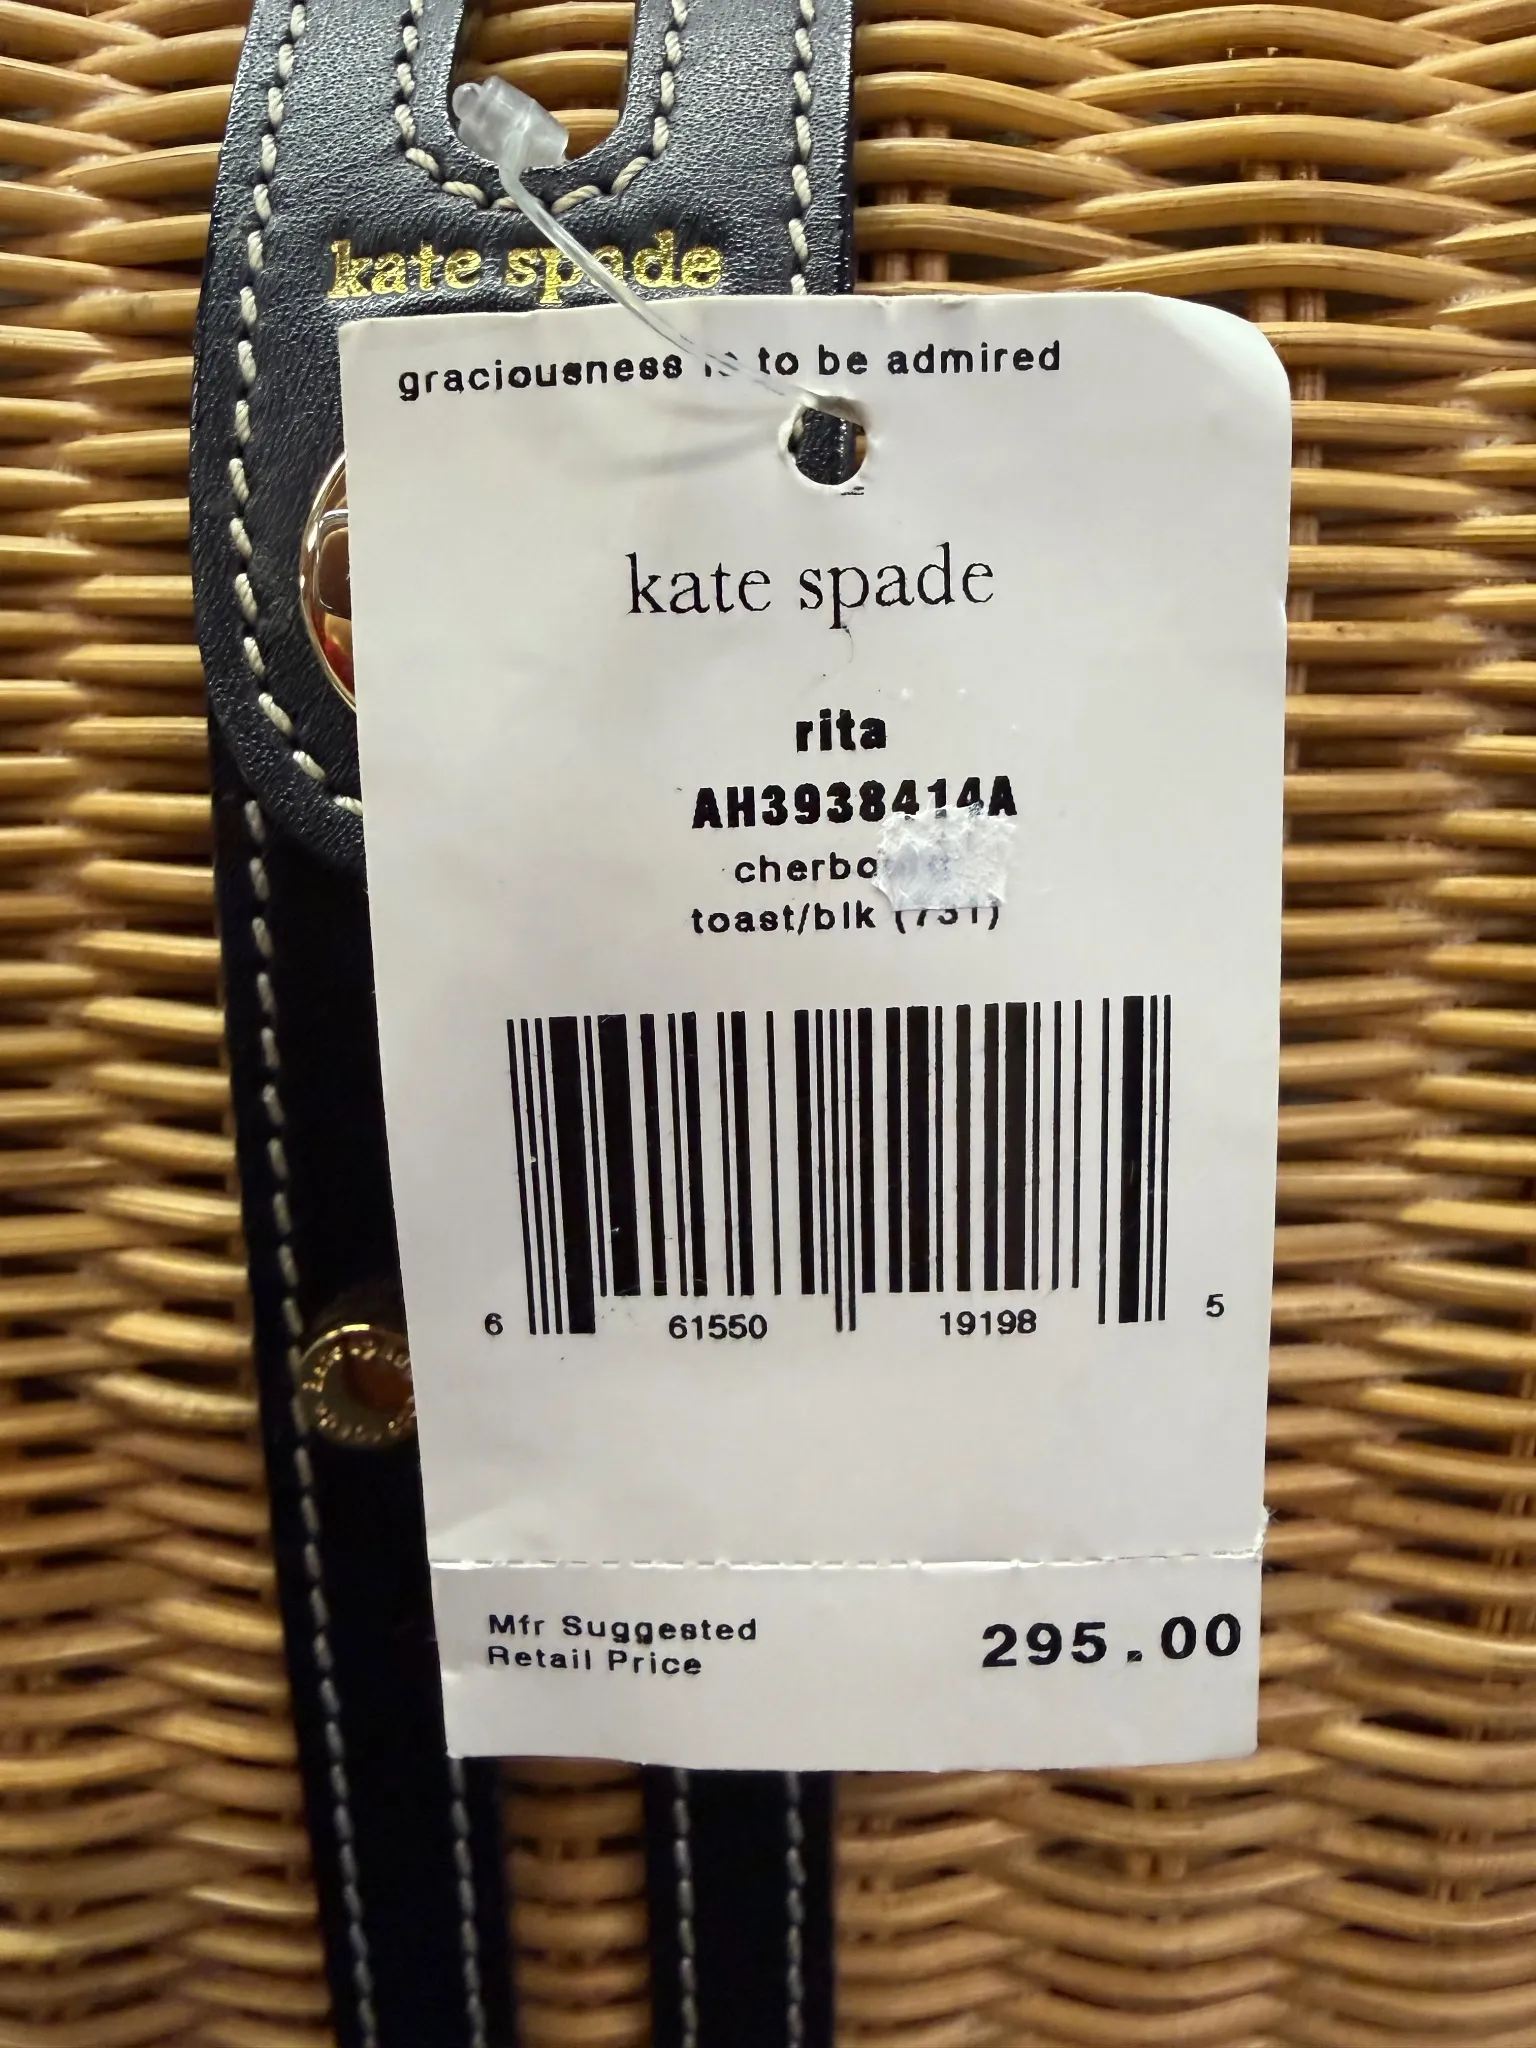 kate spade
graciousness is to be admired
kate spade
rita
AH3938414A
toast/blk (731)
6 61550 19198 5
Mfr Suggested
Retail Price
295.00